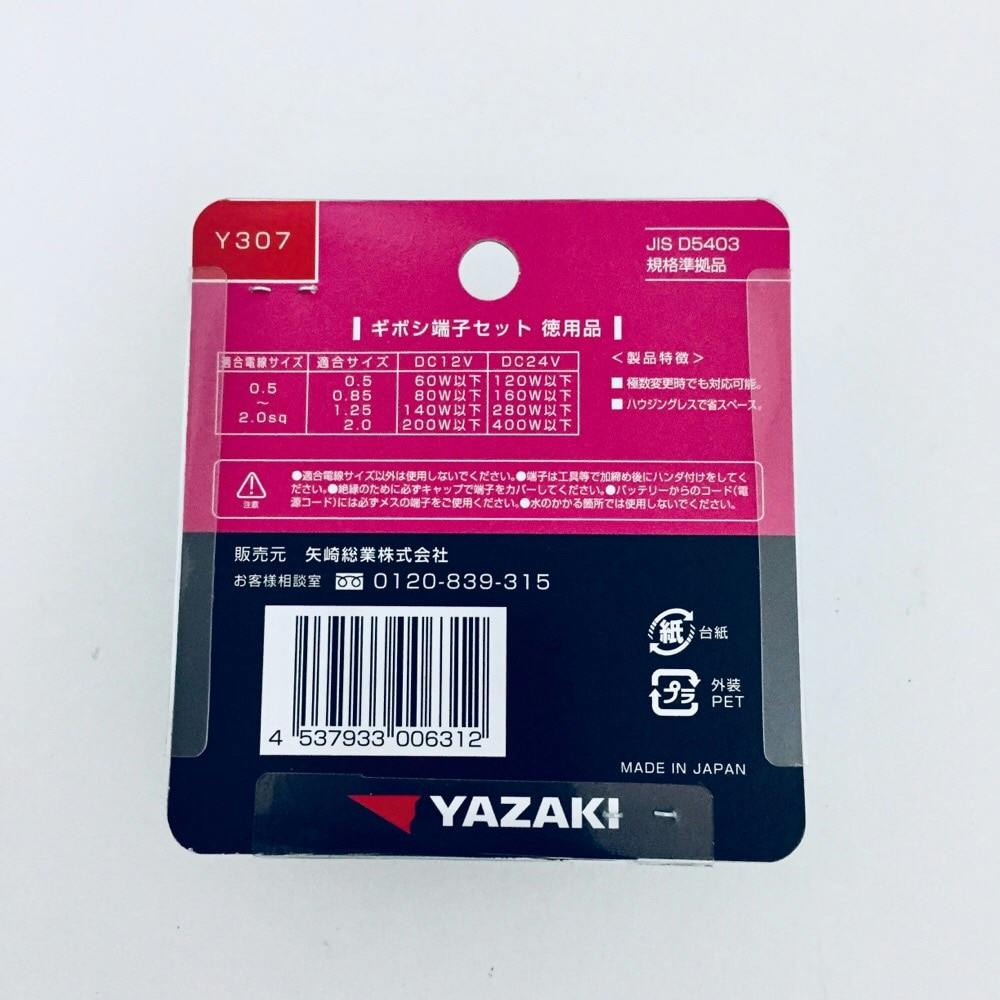 Y307
JIS D5403
規格準拠品
ギボシ端子セット 徳用品
適合電線サイズ 適合サイズ DC12V DC24V
0.5 ～ 2.0sq
0.5 60W以下 120W以下
0.85 80W以下 160W以下
1.25 140W以下 280W以下
2.0 200W以下 400W以下
＜製品特徴＞
■ 極数変更時でも対応可能。
■ ハウジングレスで省スペース。
注意
●適合電線サイズ以外は使用しないでください。●端子は工具等で加締め後にハンダ付けをしてく
ださい。●絶縁のために必ずキャップで端子をカバーしてください。●バッテリーからのコード(電
源コード)には必ずメスの端子をご使用ください。●水のかかる箇所では使用しないでください。
販売元 矢崎総業株式会社
お客様相談室 0120-839-315
紙 台紙
プラ 外装
PET
4 537933 006312
MADE IN JAPAN
YAZAKI